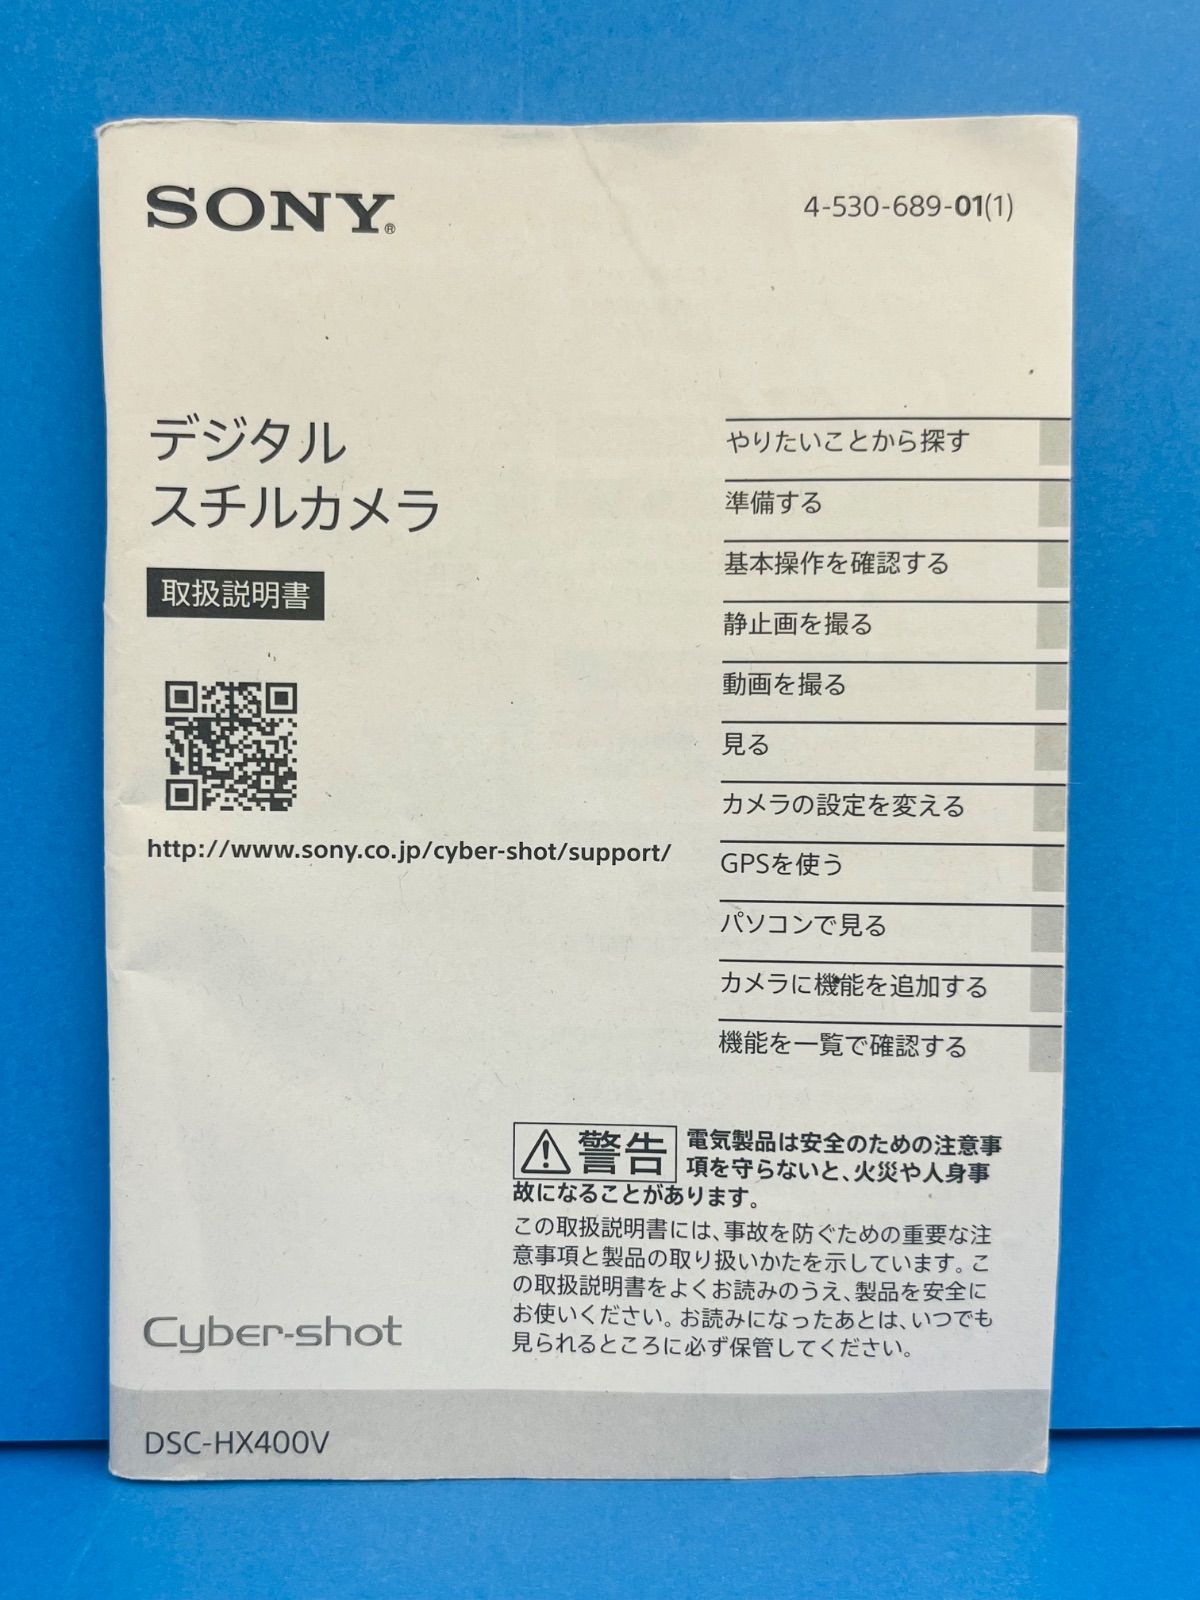 SONY®
4-530-689-01(1)
デジタル
スチルカメラ
取扱説明書
http://www.sony.co.jp/cyber-shot/support/
やりたいことから探す
準備する
基本操作を確認する
静止画を撮る
動画を撮る
見る
カメラの設定を変える
GPSを使う
パソコンで見る
カメラに機能を追加する
機能を一覧で確認する
警告 電気製品は安全のための注意事
項を守らないと、火災や人身事
故になることがあります。
この取扱説明書には、事故を防ぐための重要な注
意事項と製品の取り扱いかたを示しています。こ
の取扱説明書をよくお読みのうえ、製品を安全に
お使いください。お読みになったあとは、いつでも
見られるところに必ず保管してください。
Cyber-shot
DSC-HX400V